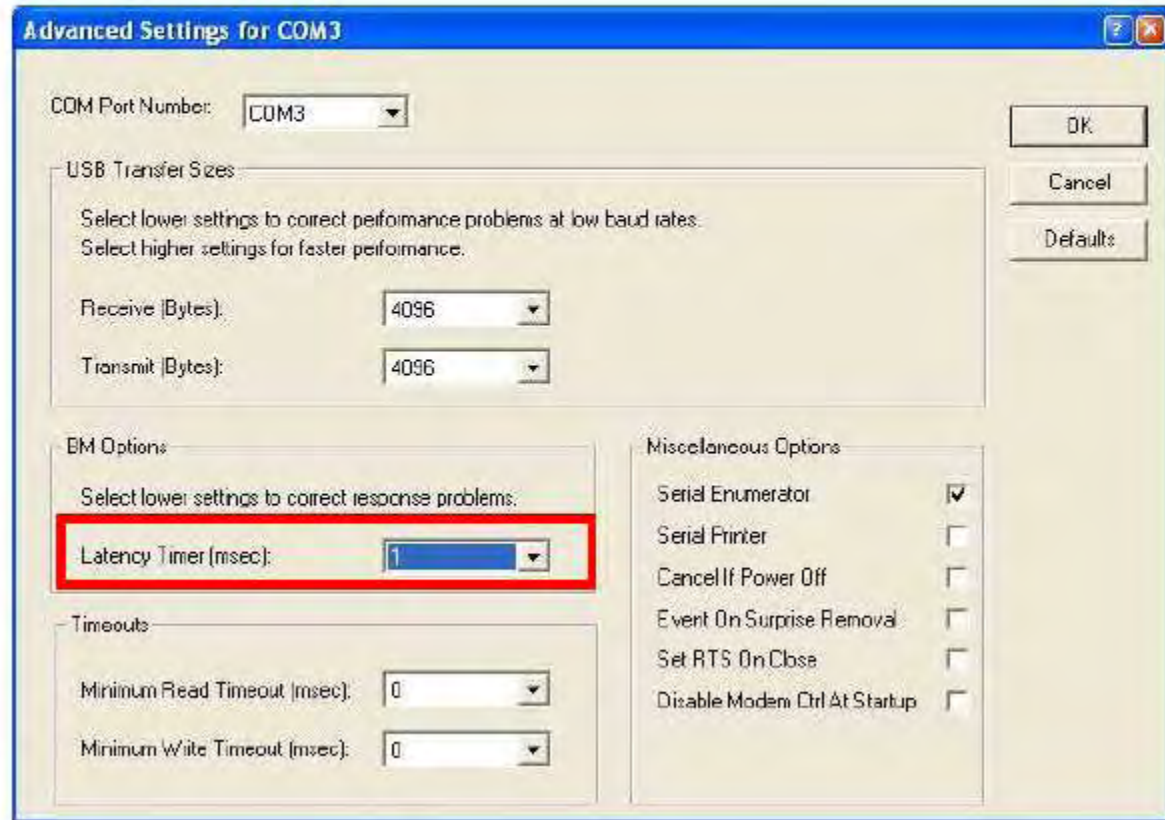 Advanced Settings for COM3
COM Port Number: COM3
OK
Cancel
Defaults
USB Transfer Sizes
Select lower settings to correct performance problems at low baud rates.
Select higher settings for faster performance.
Receive (Bytes): 4096
Transmit (Bytes): 4096
BM Options
Select lower settings to correct response problems.
Latency Timer (msec): 1
Timeouts
Minimum Read Timeout (msec): 0
Minimum Write Timeout (msec): 0
Miscellaneous Options
Serial Enumerator
Serial Printer
Cancel If Power Off
Event On Surprise Removal
Set RTS On Close
Disable Modem Ctrl At Startup